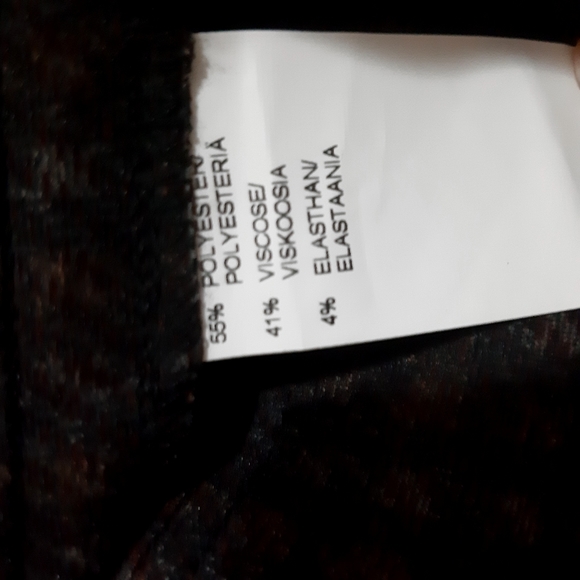 55% POLYESTER/
POLYESTERIÄ
41% VISCOSE/
VISKOOSIA
4% ELASTHAN/
ELASTAANIA